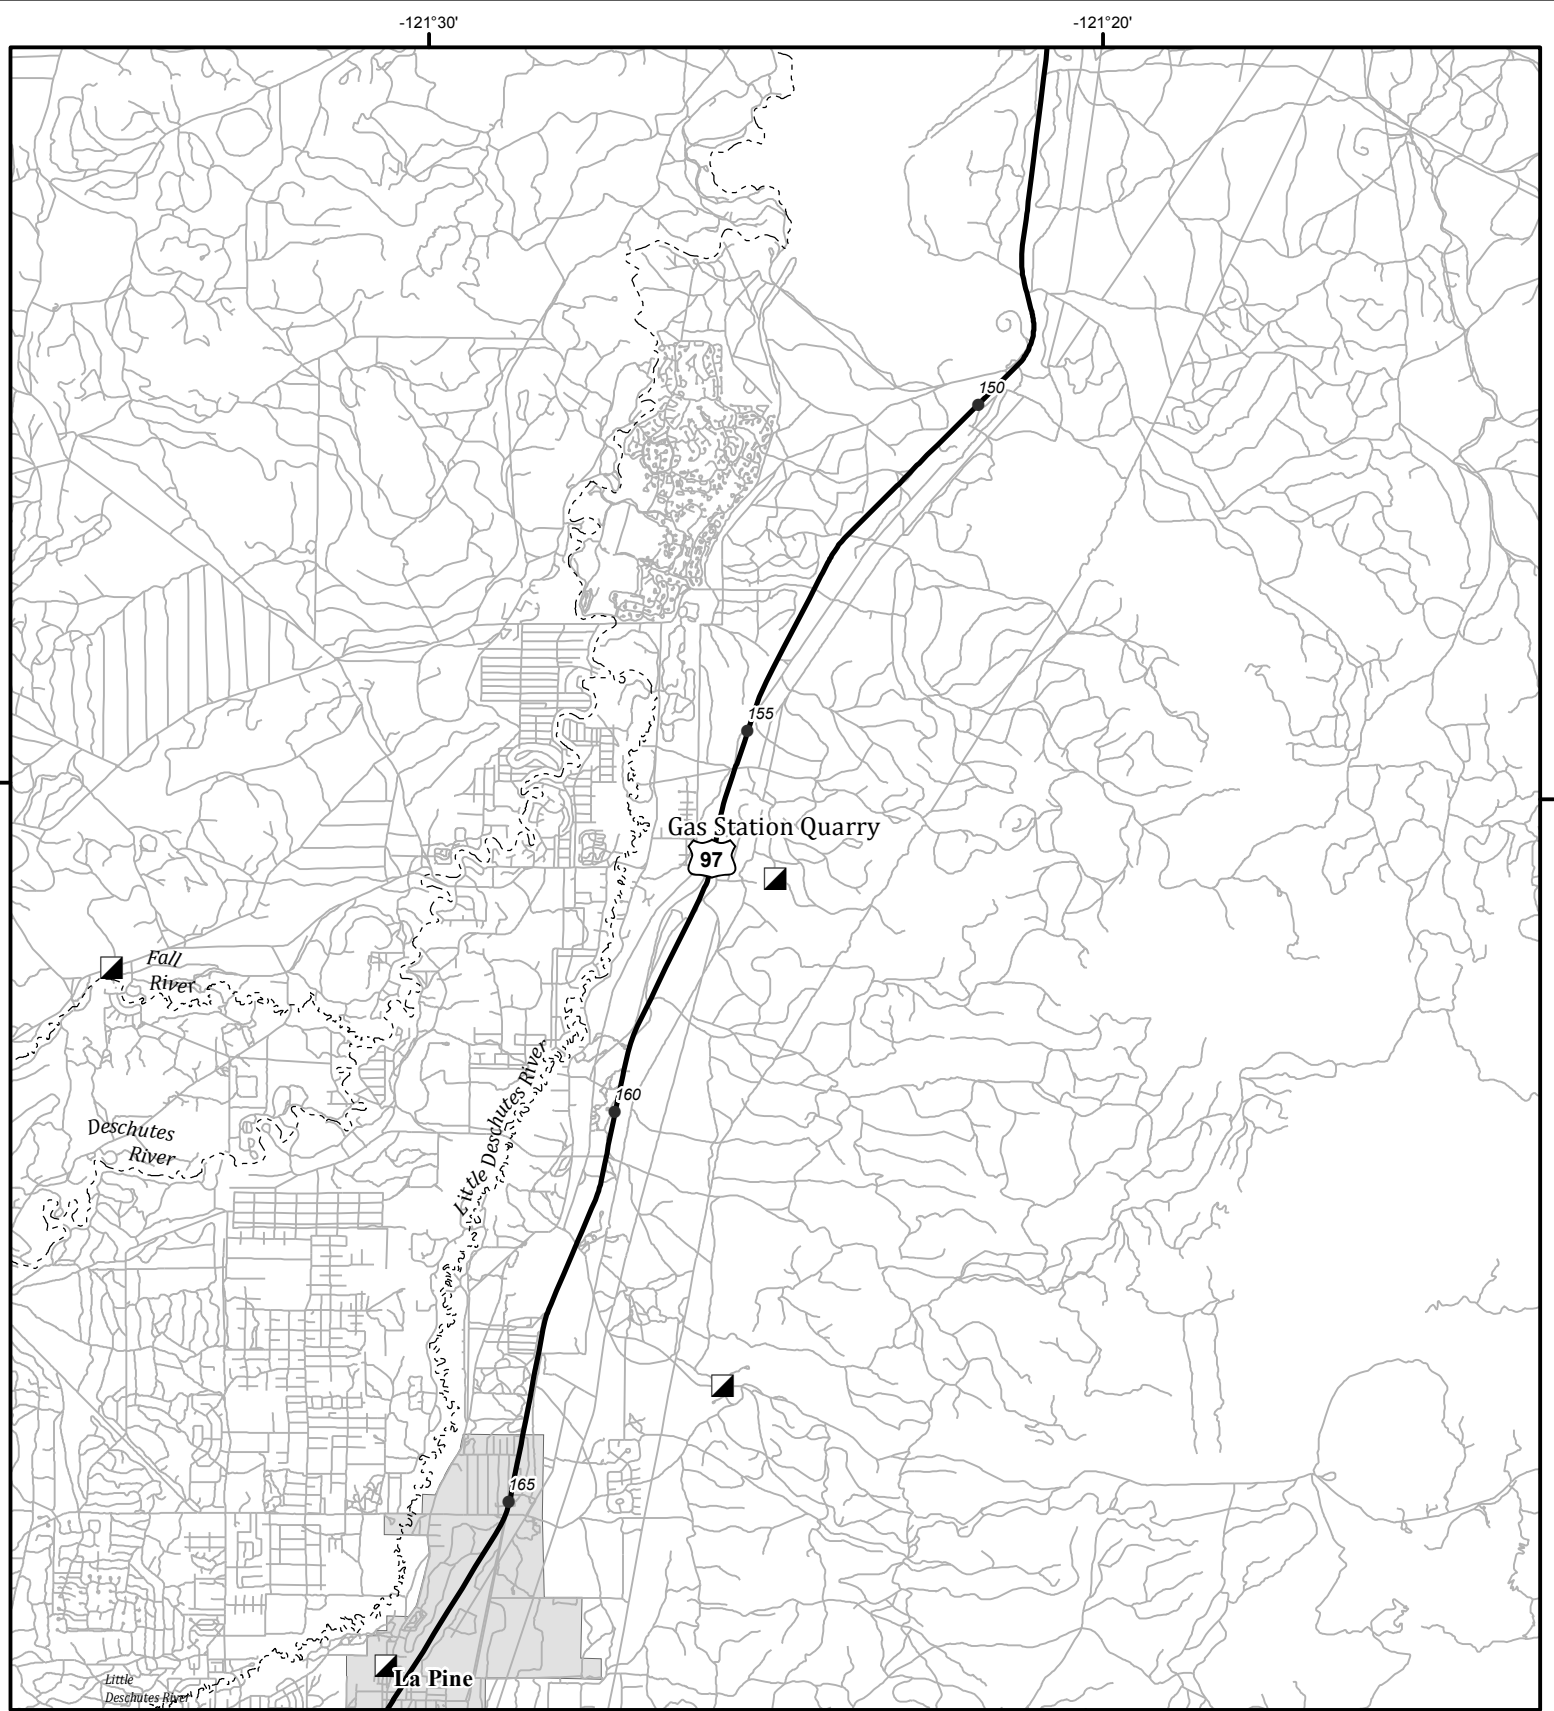 -121°30'
-121°20'
150
155
Gas Station Quarry
97
Fall
River
160
Little Deschutes River
Deschutes
River
165
La Pine
Little
Deschutes River